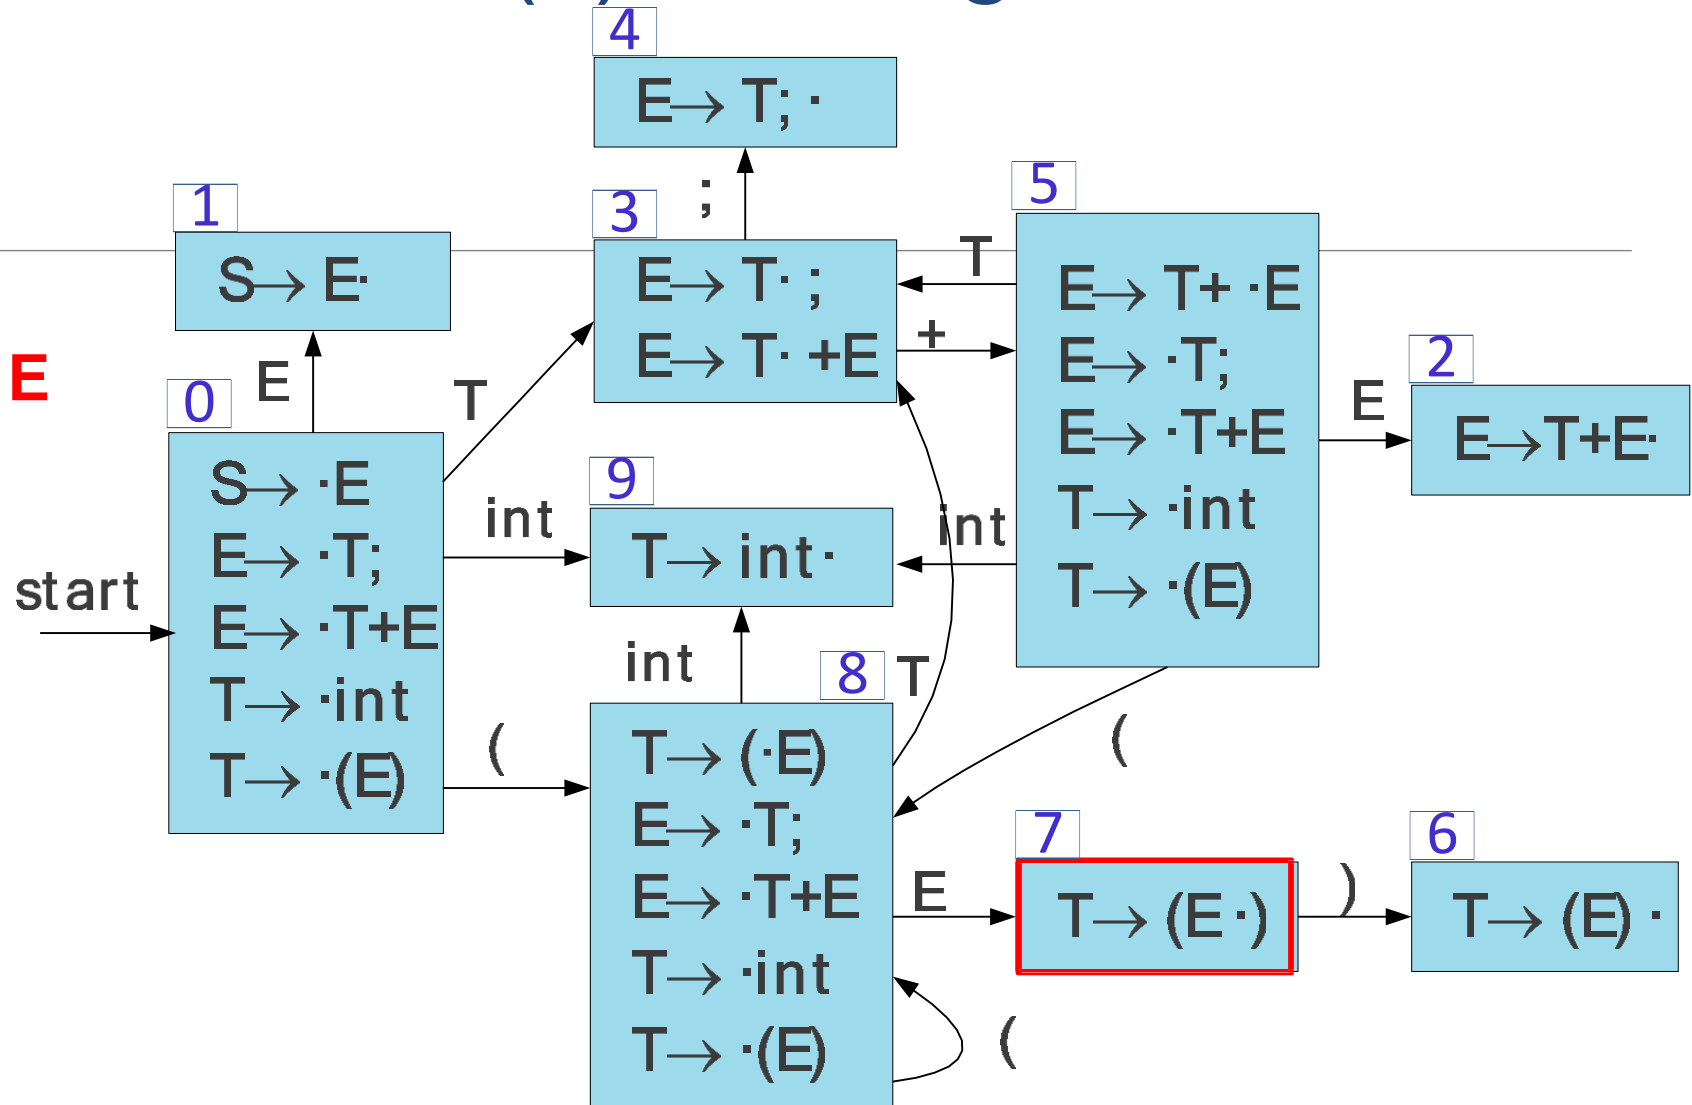 4
E→ T; ·
;
1
S→ E·
3
E→ T· ;
E→ T· +E
T
+
5
E→ T+ ·E
E→ ·T;
E→ ·T+E
T→ ·int
T→ ·(E)
E
2
E→T+E·
E
0
E
T
S→ ·E
E→ ·T;
E→ ·T+E
T→ ·int
T→ ·(E)
start
int
9
T→ int ·
int
int
(
8
T
T→ (·E)
E→ ·T;
E→ ·T+E
T→ ·int
T→ ·(E)
(
(
E
7
T→ (E ·)
)
6
T→ (E) ·